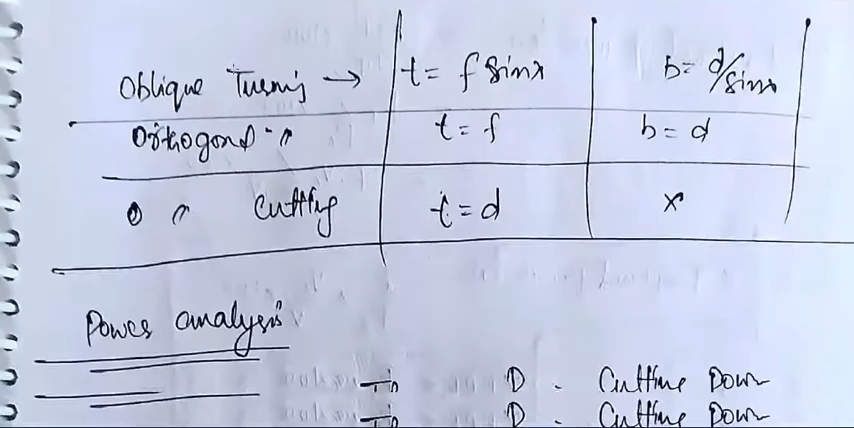 Oblique Turning → t = f sinλ b = d/sinλ
Orthogonal - 〃 t = f b = d
〃 Cutting t = d ×
Power analysis
D - Cutting Power
D - Cutting Power